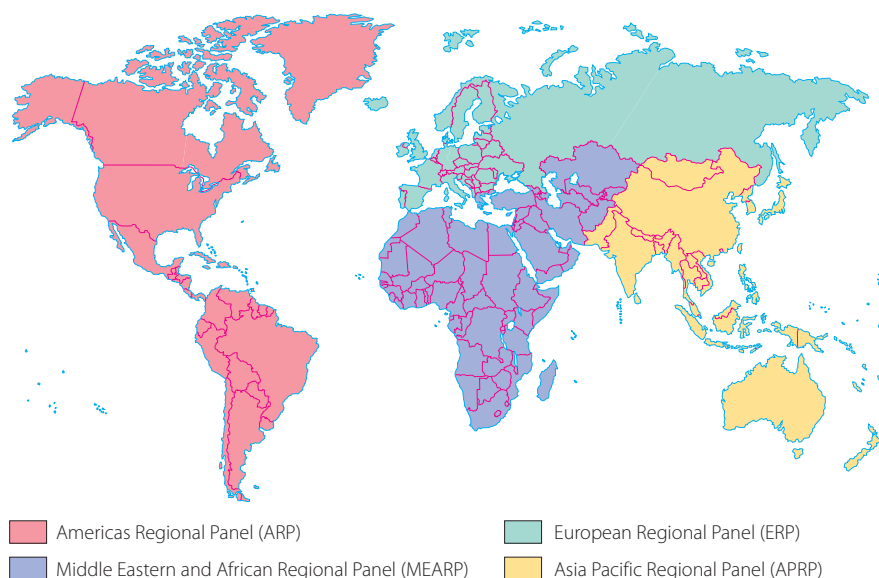 Americas Regional Panel (ARP)
European Regional Panel (ERP)
Middle Eastern and African Regional Panel (MEARP)
Asia Pacific Regional Panel (APRP)